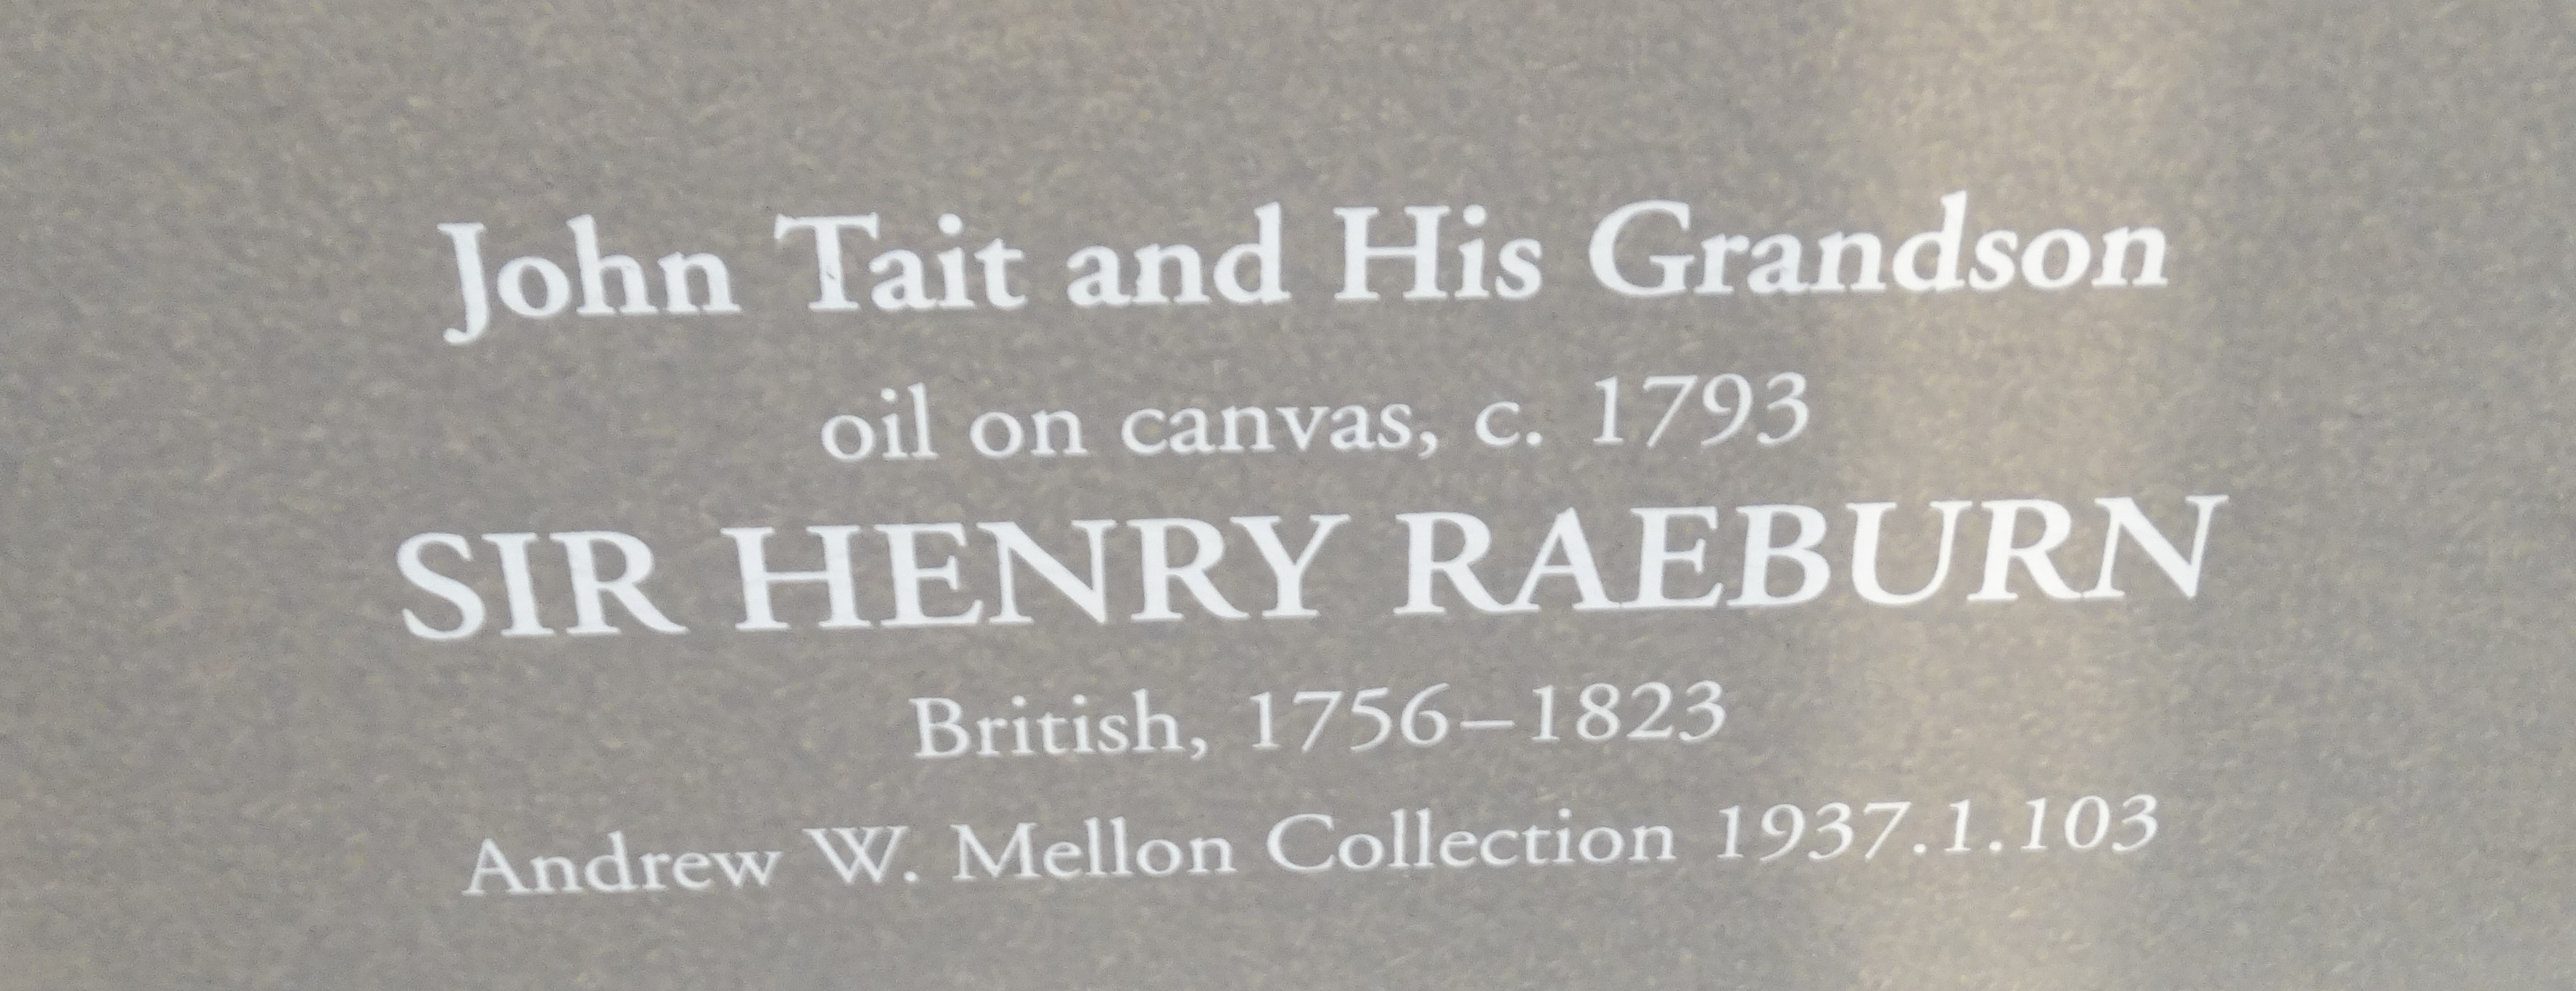 John Tait and His Grandson
oil on canvas, c. 1793
SIR HENRY RAEBURN
British, 1756–1823
Andrew W. Mellon Collection 1937.1.103